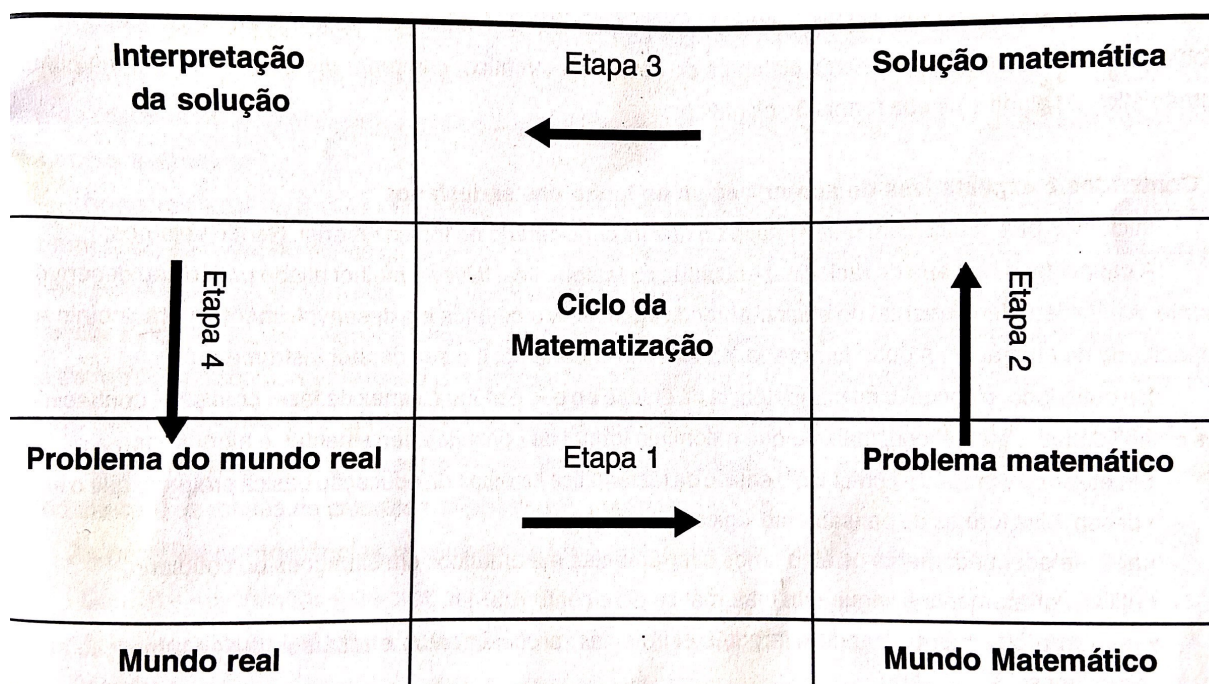 Interpretação
da solução
Etapa 3
Solução matemática
Etapa 4
Ciclo da
Matematização
Etapa 2
Problema do mundo real
Etapa 1
Problema matemático
Mundo real
Mundo Matemático